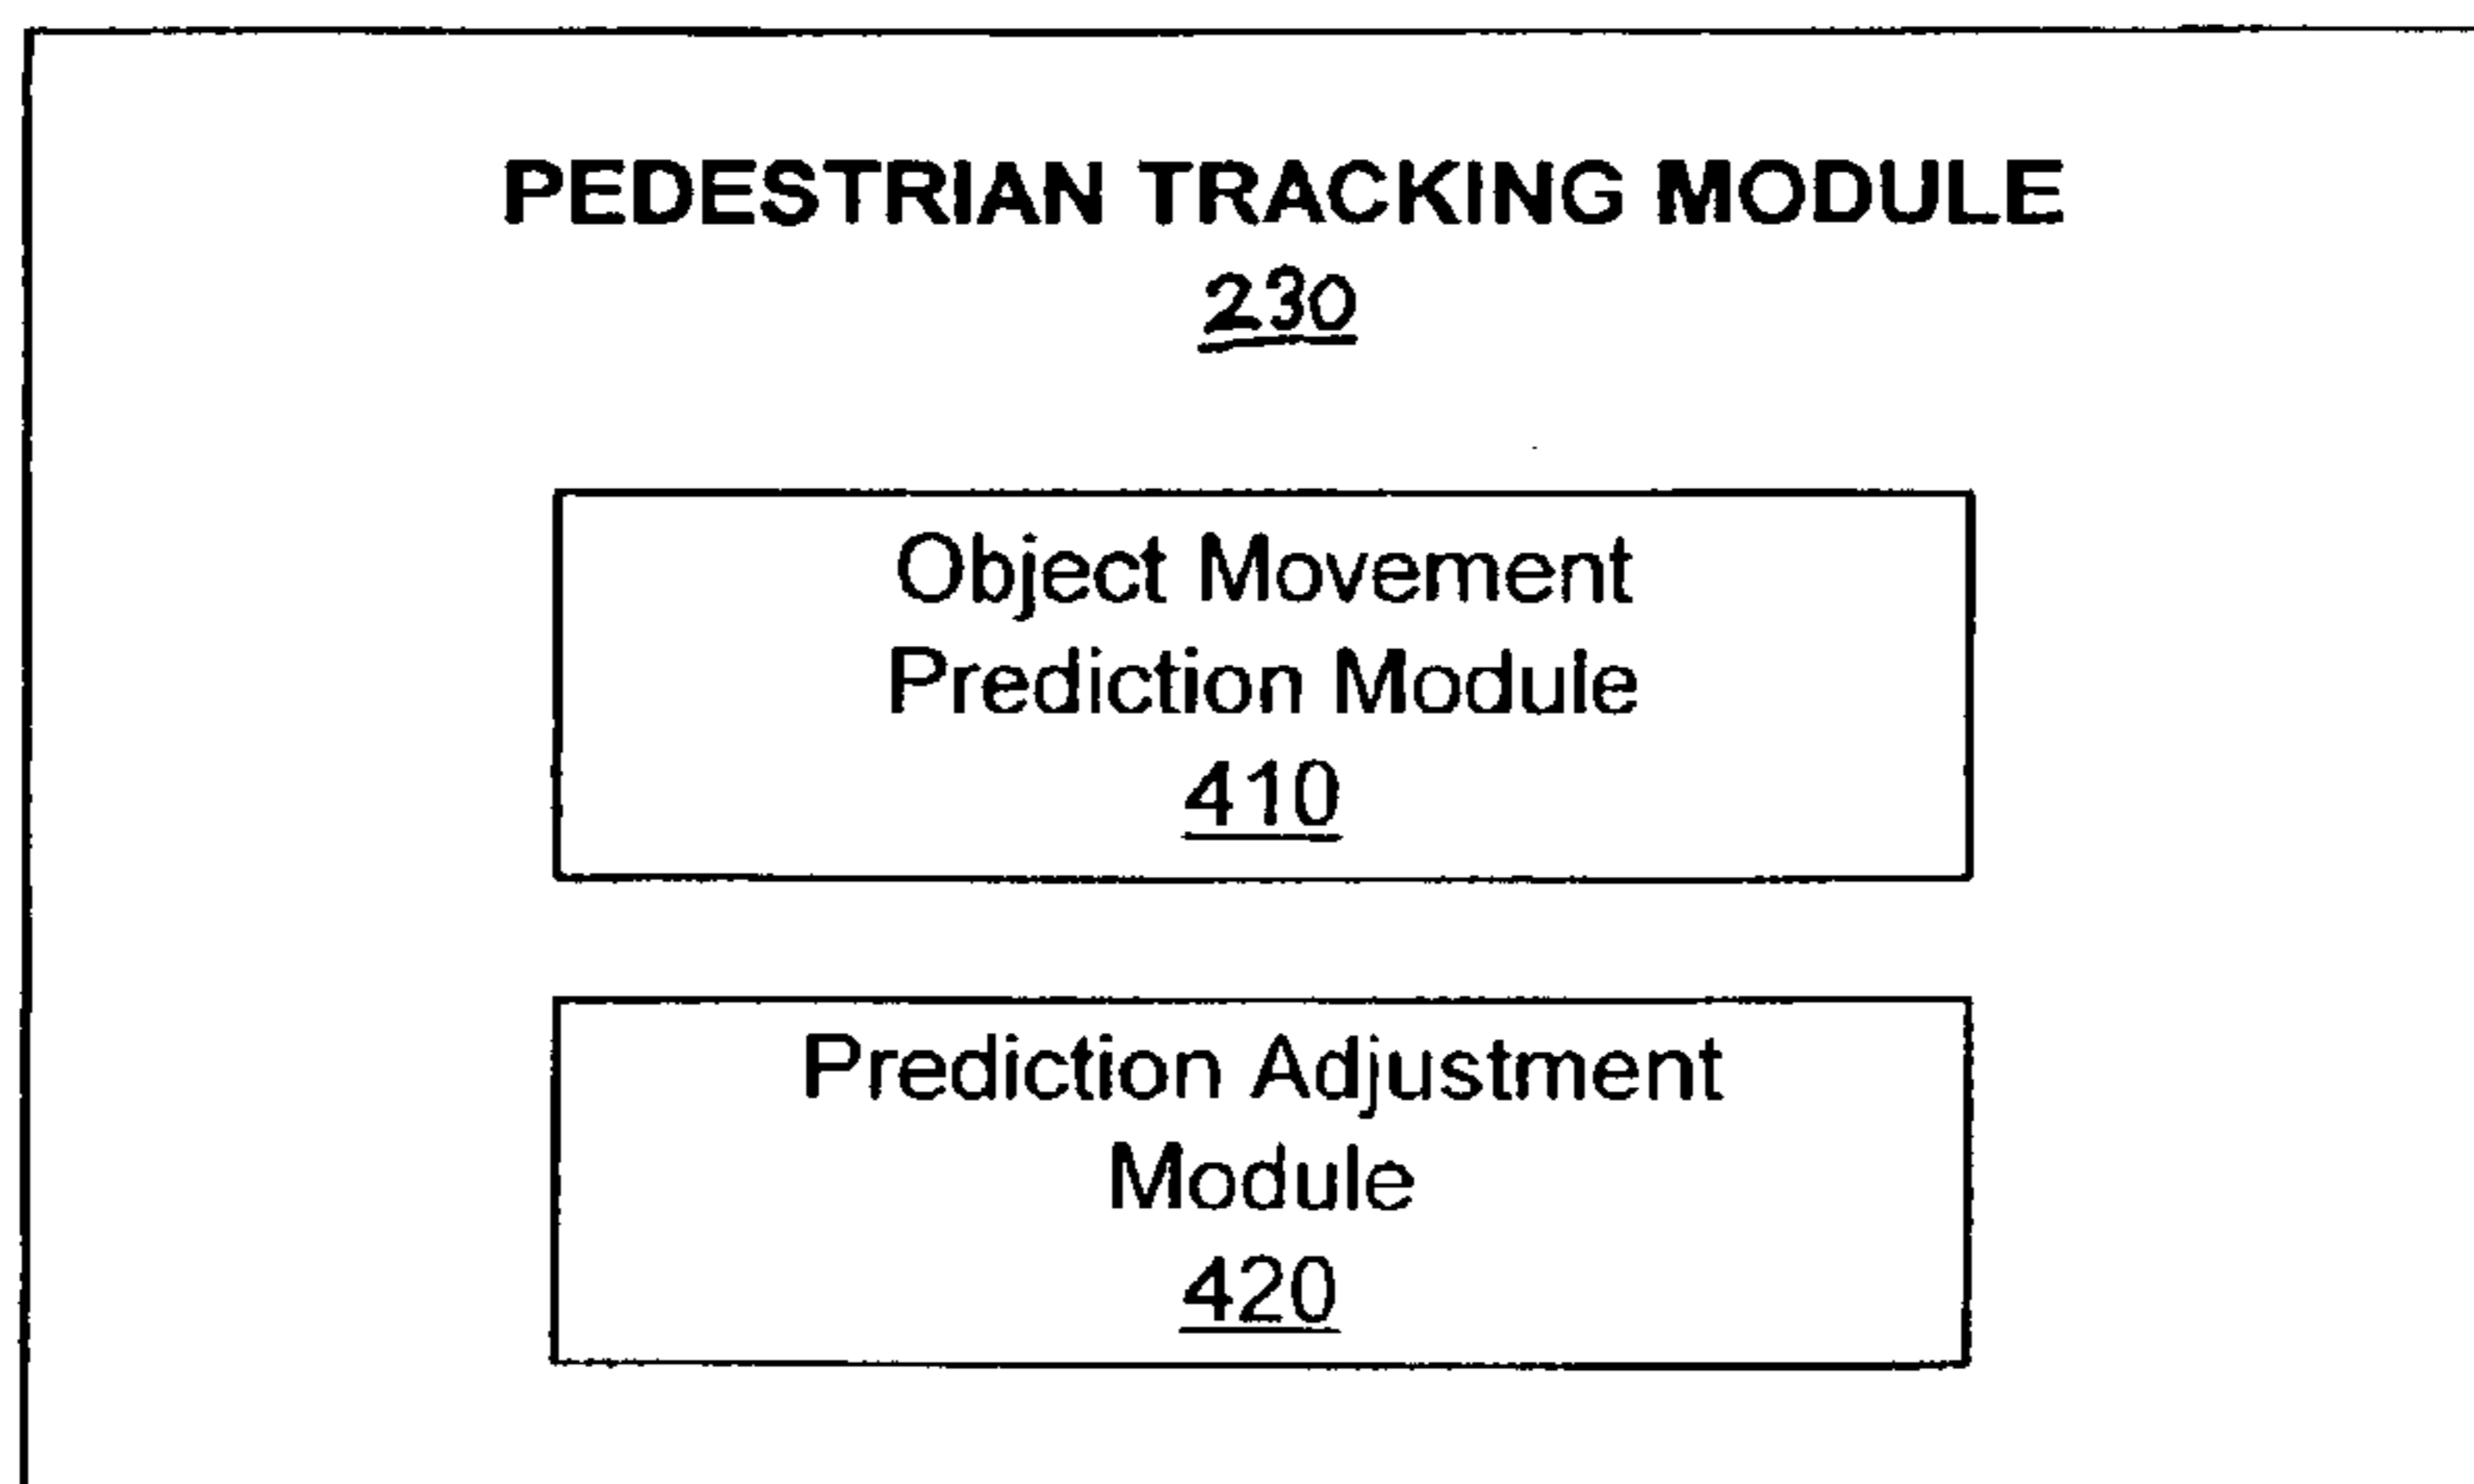 PEDESTRIAN TRACKING MODULE
230
Object Movement
Prediction Module
410
Prediction Adjustment
Module
420